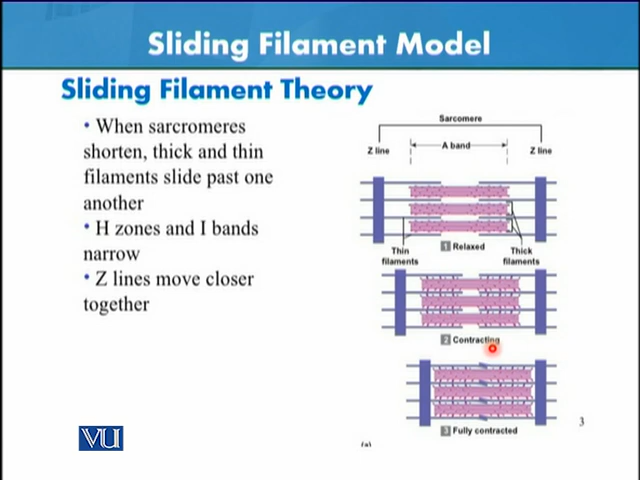 Sliding Filament Model
Sliding Filament Theory
• When sarcromeres
shorten, thick and thin
filaments slide past one
another
• H zones and I bands
narrow
• Z lines move closer
together
Sarcomere
Z line
A band
Z line
1 Relaxed
Thin
filaments
Thick
filaments
2 Contracting
3 Fully contracted
(a)
3
VU